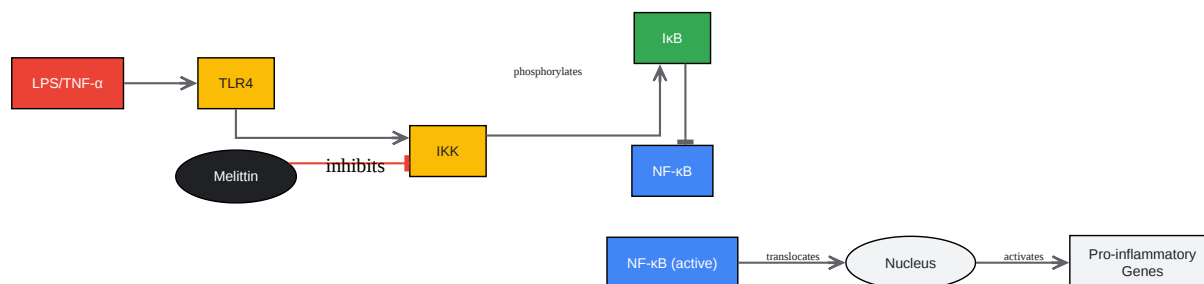 IκB
LPS/TNF-α
TLR4
phosphorylates
IKK
inhibits
Melittin
NF-κB
NF-κB (active)
translocates
Nucleus
activates
Pro-inflammatory
Genes